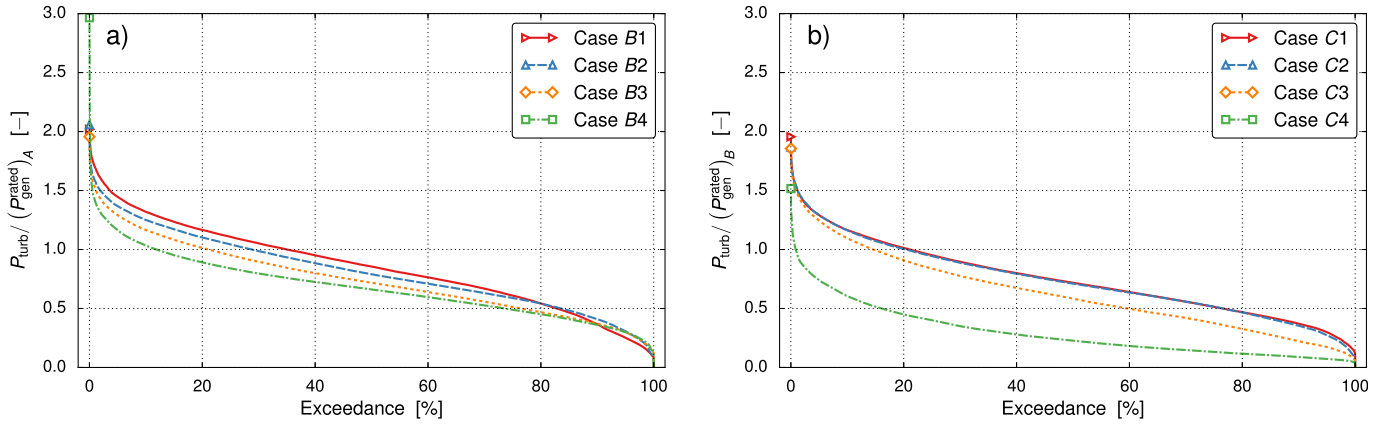 a)
3.0
2.5
2.0
1.5
1.0
0.5
0.0
P_turb / (P_gen^rated)_A [−]
0 20 40 60 80 100
Exceedance [%]
Case B1
Case B2
Case B3
Case B4
b)
3.0
2.5
2.0
1.5
1.0
0.5
0.0
P_turb / (P_gen^rated)_B [−]
0 20 40 60 80 100
Exceedance [%]
Case C1
Case C2
Case C3
Case C4